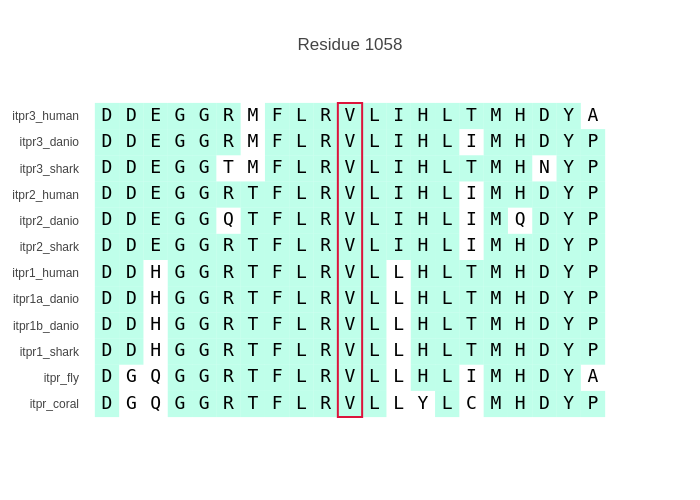 Residue 1058
itpr3_human D D E G G R M F L R V L I H L T M H D Y A
itpr3_danio D D E G G R M F L R V L I H L I M H D Y P
itpr3_shark D D E G G T M F L R V L I H L T M H N Y P
itpr2_human D D E G G R T F L R V L I H L I M H D Y P
itpr2_danio D D E G G Q T F L R V L I H L I M Q D Y P
itpr2_shark D D E G G R T F L R V L I H L I M H D Y P
itpr1_human D D H G G R T F L R V L L H L T M H D Y P
itpr1a_danio D D H G G R T F L R V L L H L T M H D Y P
itpr1b_danio D D H G G R T F L R V L L H L T M H D Y P
itpr1_shark D D H G G R T F L R V L L H L T M H D Y P
itpr_fly D G Q G G R T F L R V L L H L I M H D Y A
itpr_coral D G Q G G R T F L R V L L Y L C M H D Y P